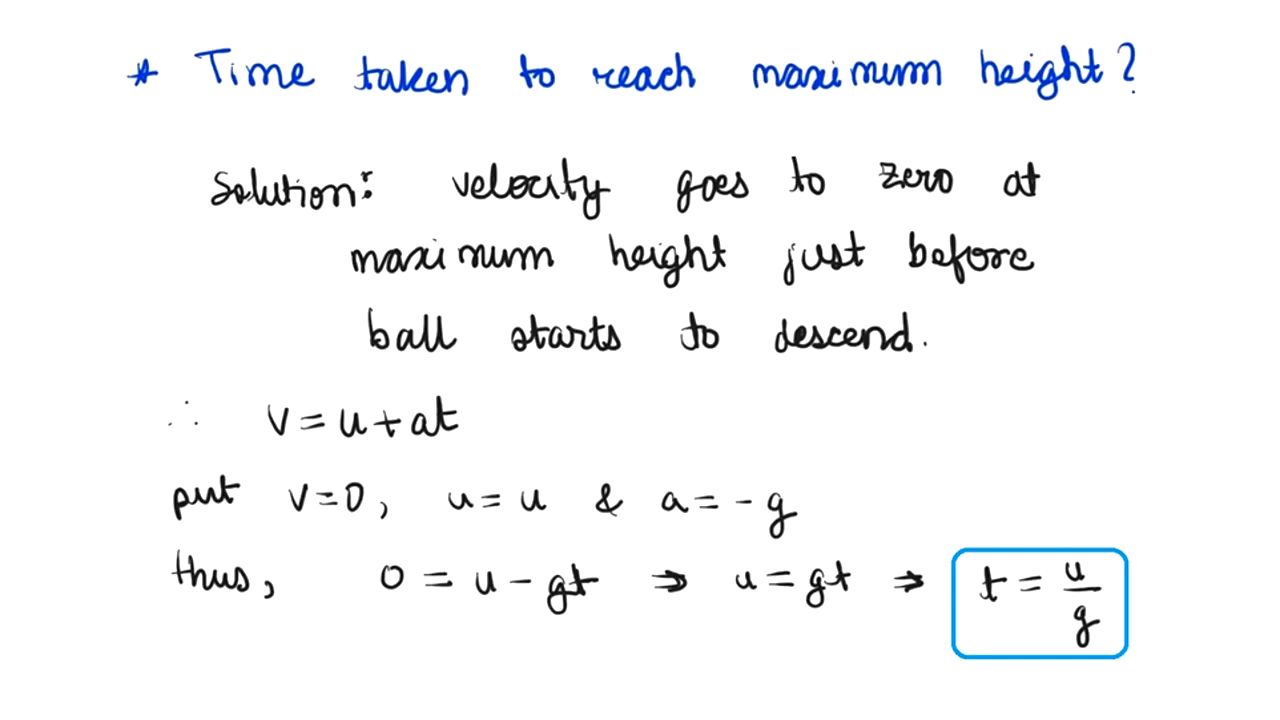 * Time taken to reach maximum height?
Solution: velocity goes to zero at
maximum height just before
ball starts to descend.
∴ v = u + at
put v = 0, u = u & a = - g
thus, 0 = u - gt ⇒ u = gt ⇒ t = u/g